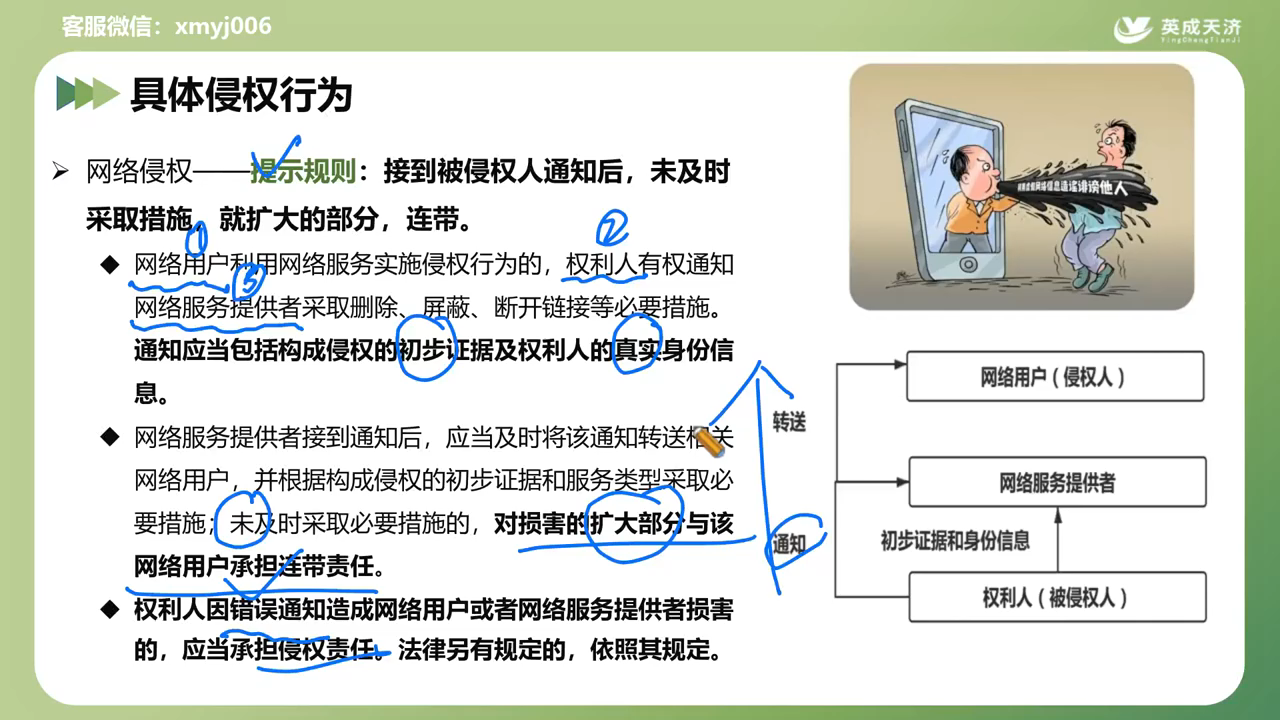 客服微信：xmyj006
英成天济
YingChengTianJi
具体侵权行为
网络侵权——提示规则：接到被侵权人通知后，未及时
采取措施，就扩大的部分，连带。
① ②
网络用户利用网络服务实施侵权行为的，权利人有权通知
③
网络服务提供者采取删除、屏蔽、断开链接等必要措施。
通知应当包括构成侵权的初步证据及权利人的真实身份信
息。
网络服务提供者接到通知后，应当及时将该通知转送相关
网络用户，并根据构成侵权的初步证据和服务类型采取必
要措施；未及时采取必要措施的，对损害的扩大部分与该
网络用户承担连带责任。
权利人因错误通知造成网络用户或者网络服务提供者损害
的，应当承担侵权责任。法律另有规定的，依照其规定。
网络用户（侵权人）
转送
网络服务提供者
通知
初步证据和身份信息
权利人（被侵权人）